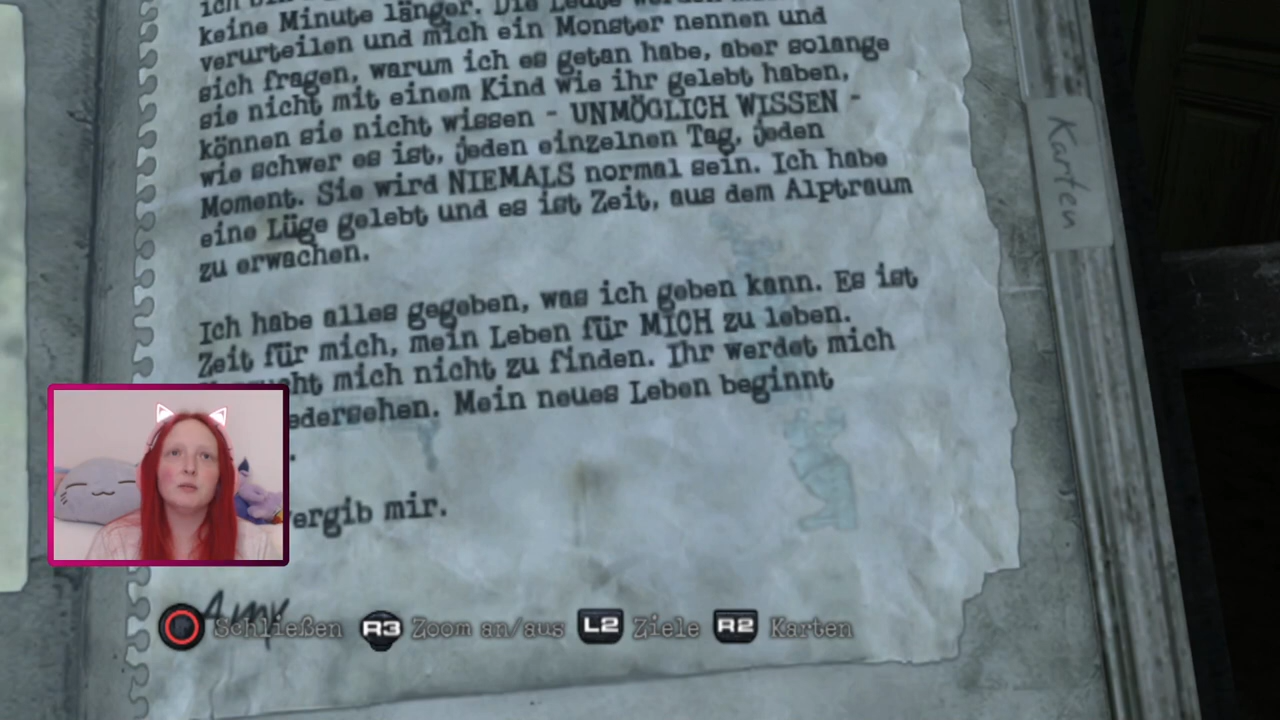 keine Minute länger. Die Leute werden
verurteilen und mich ein Monster nennen und
sich fragen, warum ich es getan habe, aber solange
sie nicht mit einem Kind wie ihr gelebt haben,
können sie nicht wissen - UNMÖGLICH WISSEN -
wie schwer es ist, jeden einzelnen Tag, jeden
Moment. Sie wird NIEMALS normal sein. Ich habe
eine Lüge gelebt und es ist Zeit, aus dem Alptraum
zu erwachen.
Ich habe alles gegeben, was ich geben kann. Es ist
Zeit für mich, mein Leben für MICH zu leben.
mich nicht zu finden. Ihr werdet mich
Mein neues Leben beginnt
mir.
Amy
Schließen R3 Zoom an/aus L2 Ziele R2 Karten
Karten